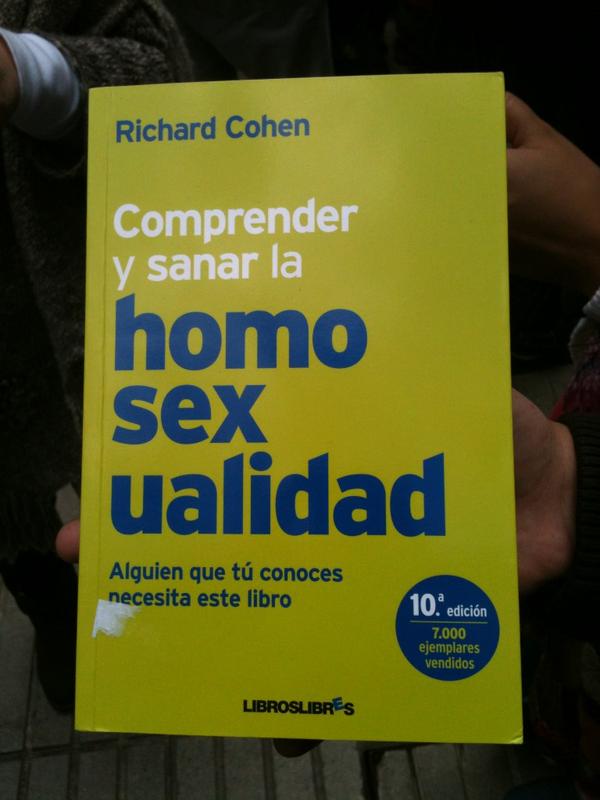 Richard Cohen
Comprender
y sanar la
homo
sex
ualidad
Alguien que tú conoces
necesita este libro
10.ª edición
7.000
ejemplares
vendidos
LIBROSLIBRES